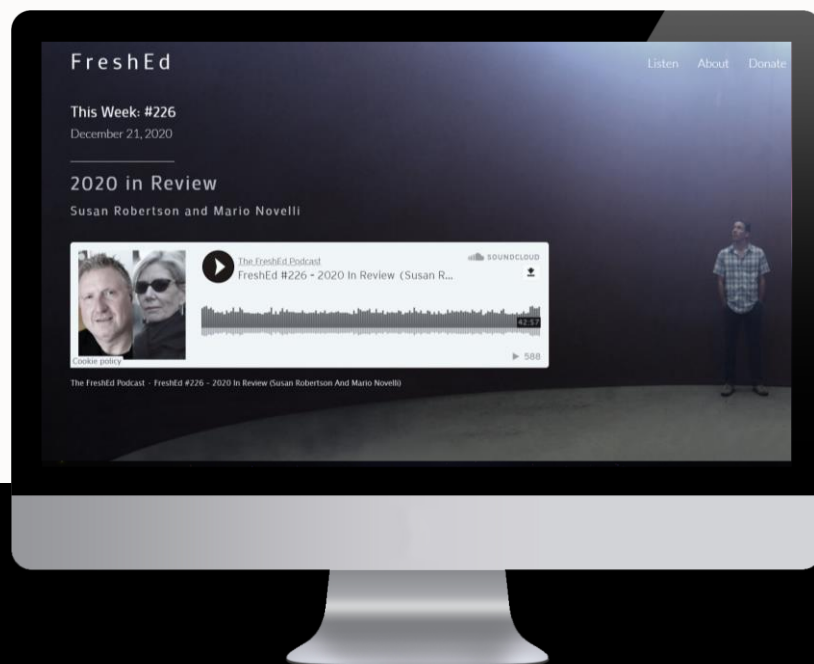 FreshEd
Listen About Donate
This Week: #226
December 21, 2020
2020 in Review
Susan Robertson and Mario Novelli
The FreshEd Podcast
SOUNDCLOUD
FreshEd #226 - 2020 In Review (Susan R...
42:57
588
Cookie policy
The FreshEd Podcast · FreshEd #226 - 2020 In Review (Susan Robertson And Mario Novelli)